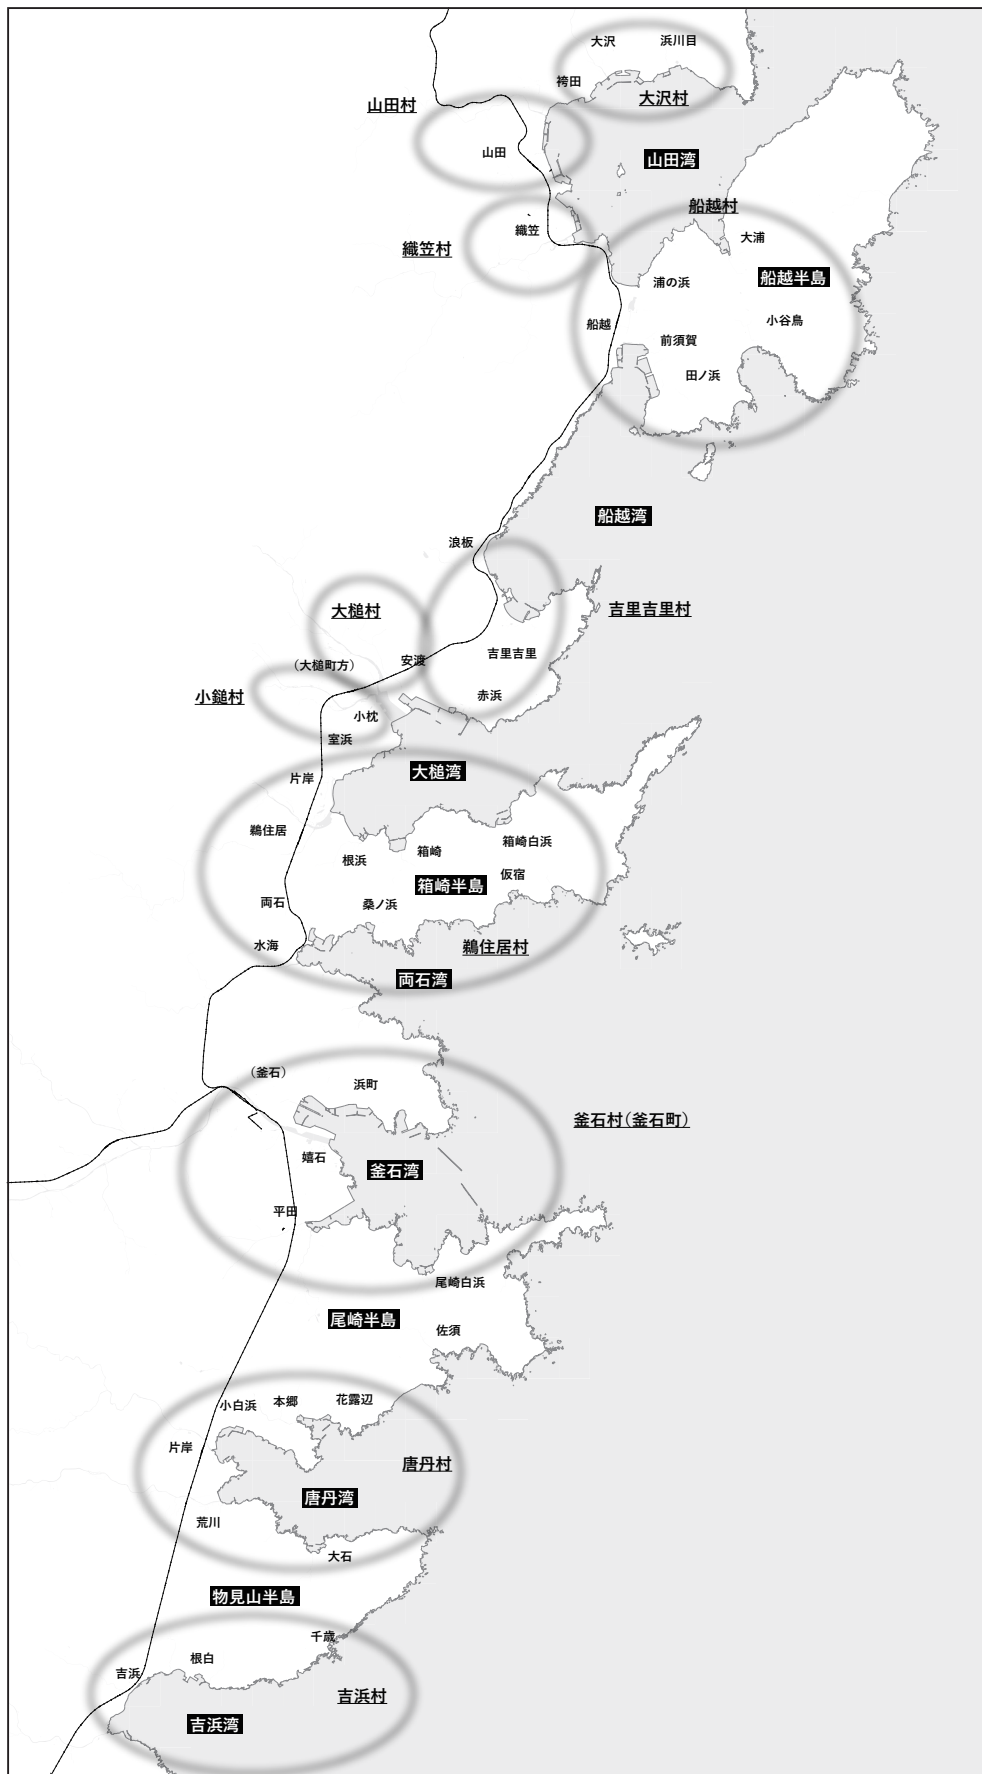 大沢
浜川目
袴田
大沢村
山田村
山田
山田湾
船越村
織笠
織笠村
大浦
船越半島
浦の浜
船越
小谷鳥
前須賀
田ノ浜
船越湾
浪板
大槌村
吉里吉里村
吉里吉里
安渡
（大槌町方）
小鎚村
赤浜
小枕
室浜
大槌湾
片岸
鵜住居
箱崎白浜
箱崎
根浜
仮宿
箱崎半島
両石
桑ノ浜
水海
鵜住居村
両石湾
（釜石）
浜町
釜石村（釜石町）
嬉石
釜石湾
平田
尾崎白浜
尾崎半島
佐須
小白浜
本郷
花露辺
片岸
唐丹村
唐丹湾
荒川
大石
物見山半島
千歳
根白
吉浜
吉浜村
吉浜湾